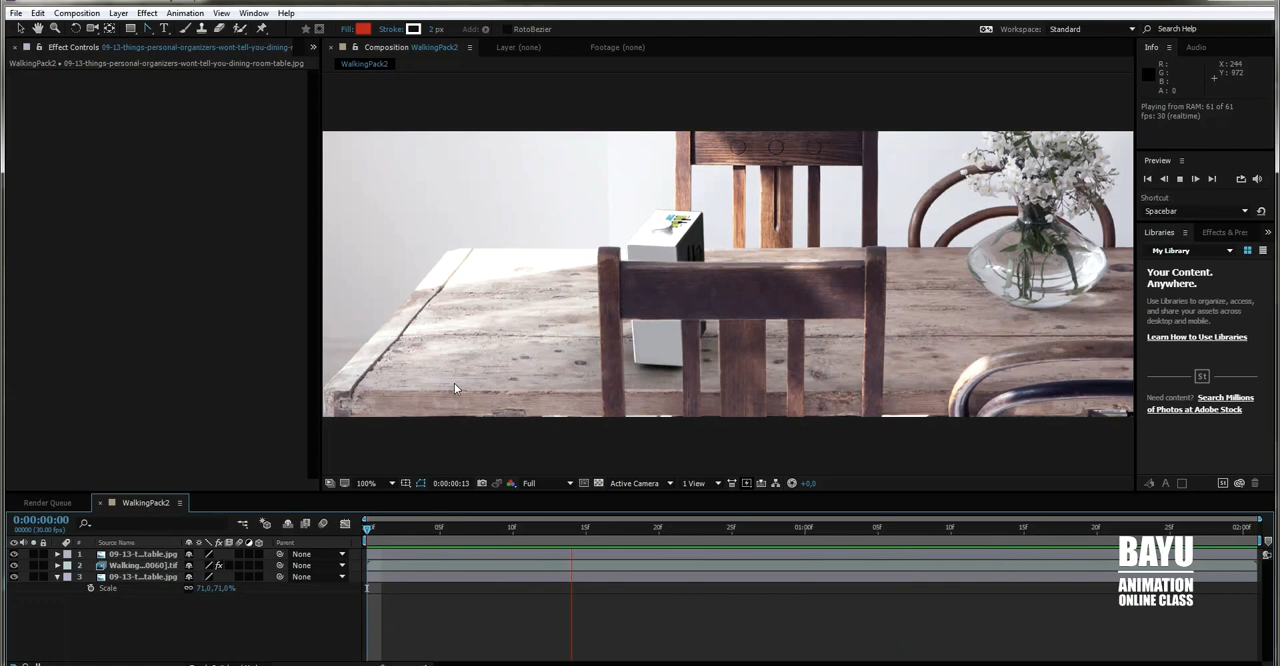 File Edit Composition Layer Effect Animation View Window Help
Fill: Stroke: 2 px Add: RotoBezier Workspace: Standard Search Help
Effect Controls 09-13-things-personal-organizers-wont-tell-you-dining-
Composition WalkingPack2 Layer (none) Footage (none) Info Audio
WalkingPack2 • 09-13-things-personal-organizers-wont-tell-you-dining-room-table.jpg
WalkingPack2
R: X: 244
G: Y: 972
B:
A: 0
Playing from RAM: 61 of 61
fps: 30 (realtime)
Preview
Shortcut
Spacebar
Libraries Effects & Pre
My Library
Your Content.
Anywhere.
Use Libraries to organize, access,
and share your assets across
desktop and mobile.
Learn How to Use Libraries
St
Need content? Search Millions
of Photos at Adobe Stock
100% 0:00:00:13 Full Active Camera 1 View +0,0
Render Queue WalkingPack2
0:00:00:00
00000 (30.00 fps)
05f 10f 15f 20f 25f 01:00f 05f 10f 15f 20f 25f 02:00f
# Source Name Parent
1 09-13-t...table.jpg None
2 Walking...0060].tif fx None
3 09-13-t...table.jpg None
Scale 71,0,71,0%
BAYU
ANIMATION
ONLINE CLASS